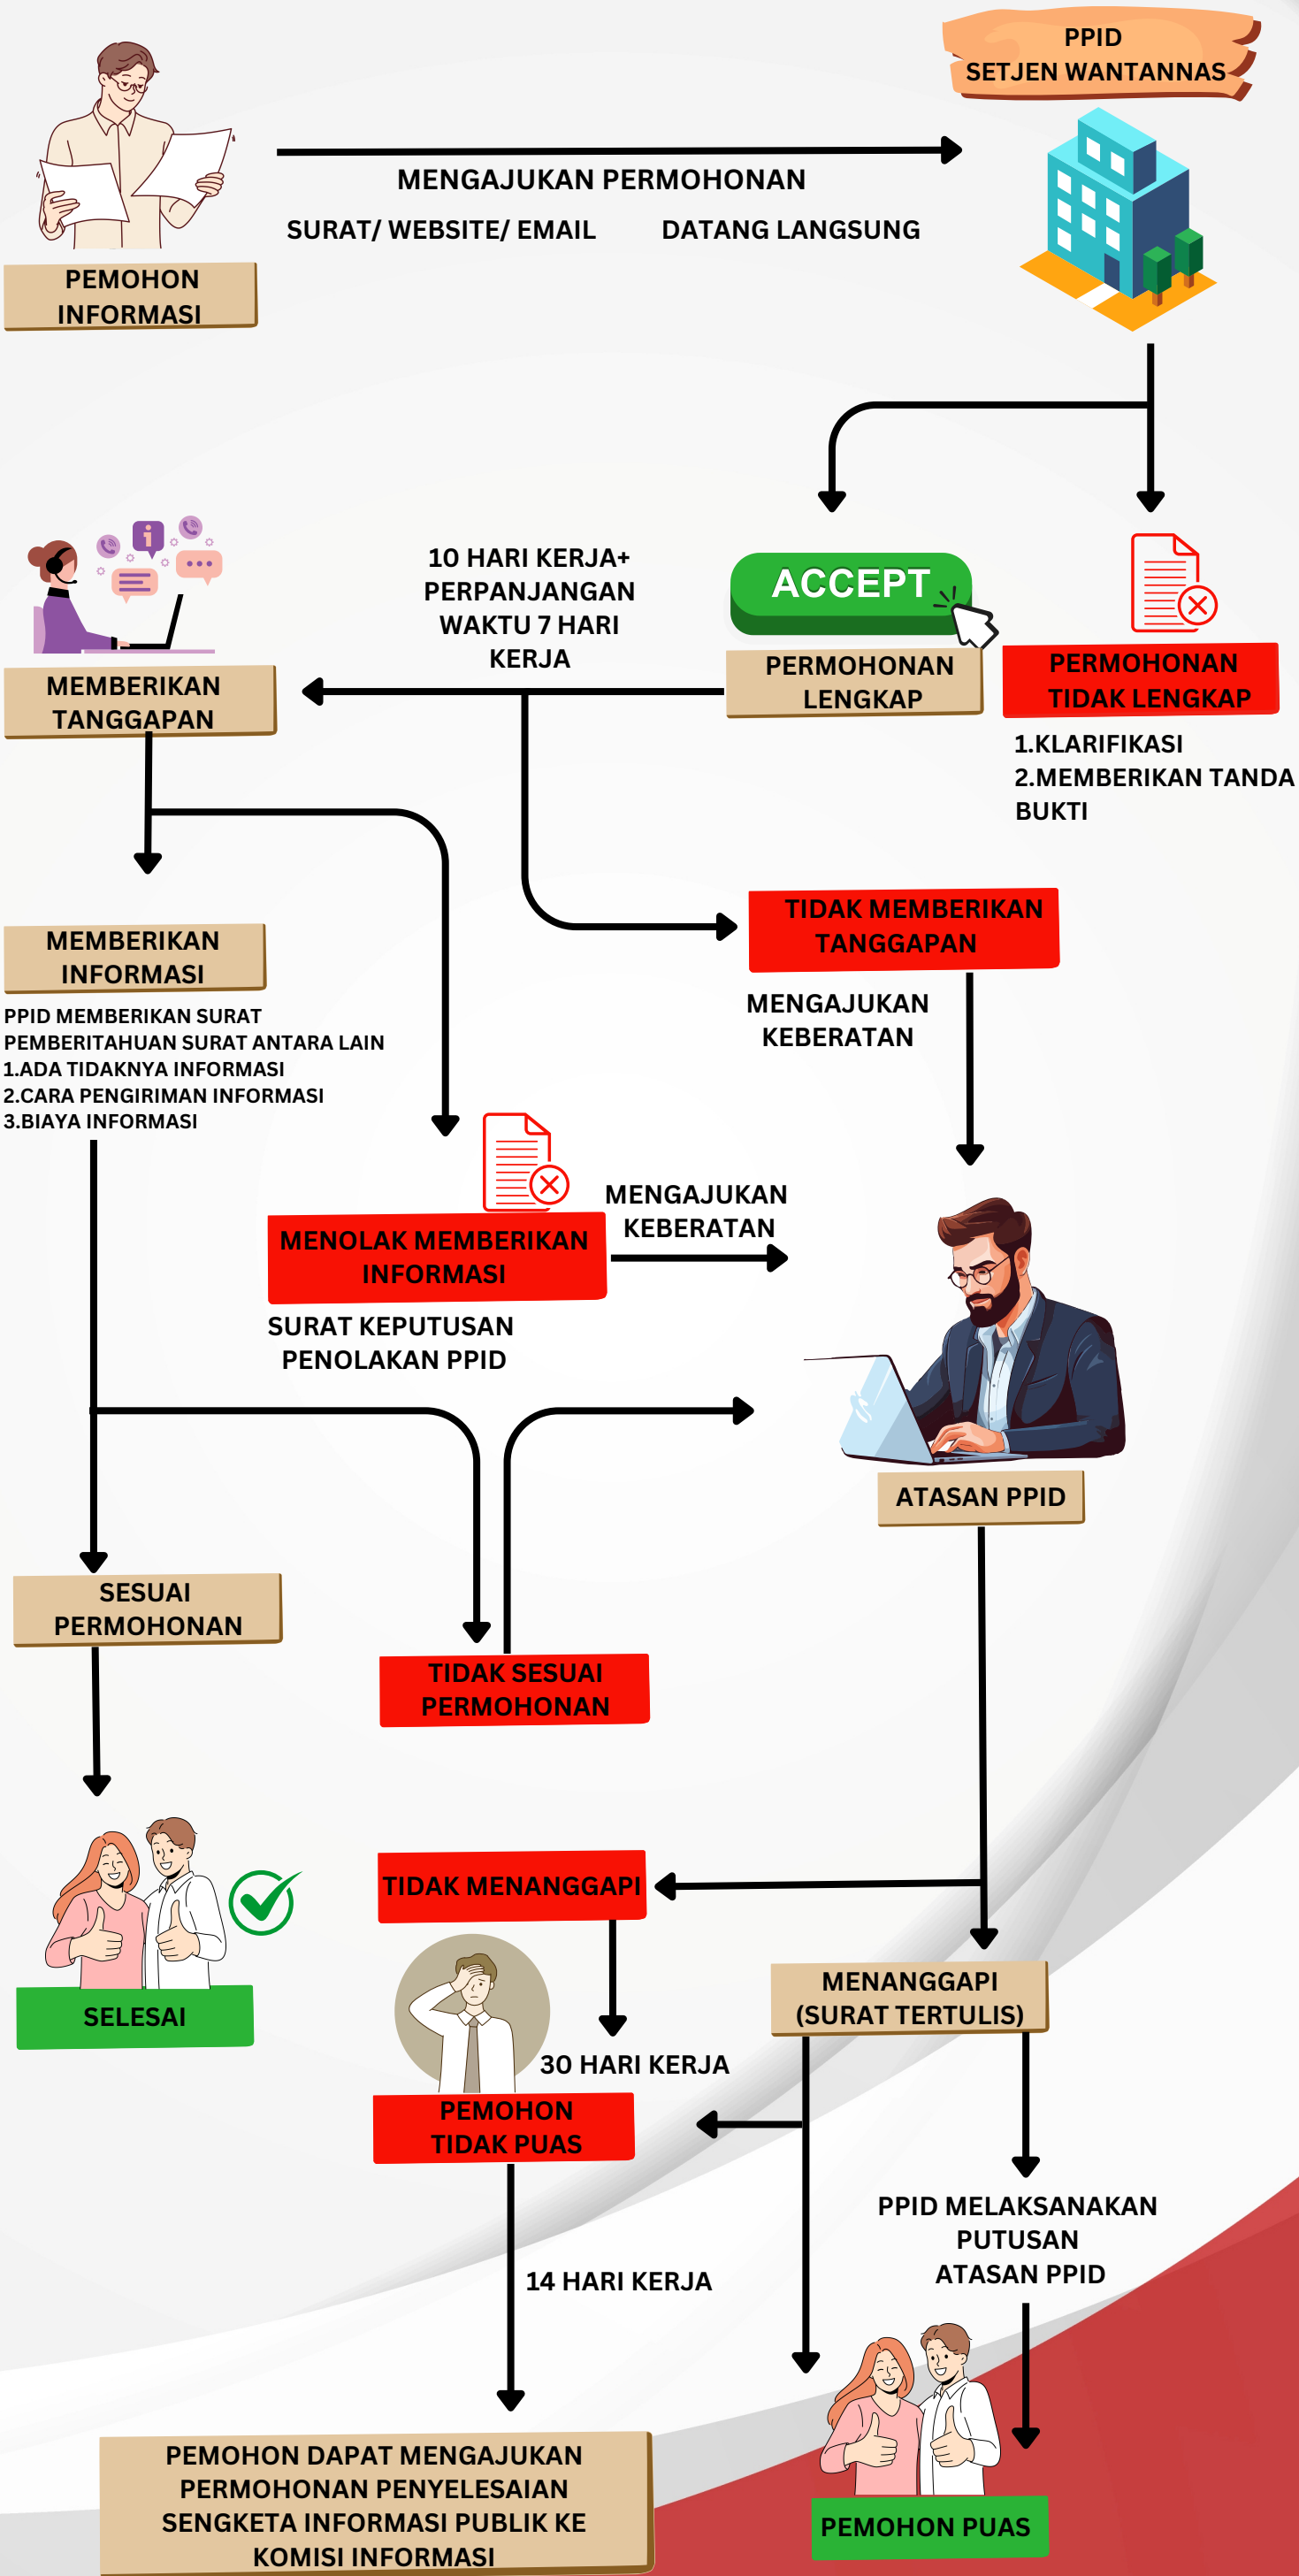 PPID
SETJEN WANTANNAS
MENGAJUKAN PERMOHONAN
SURAT/ WEBSITE/ EMAIL
DATANG LANGSUNG
PEMOHON
INFORMASI
10 HARI KERJA+
PERPANJANGAN
WAKTU 7 HARI
KERJA
ACCEPT
PERMOHONAN
LENGKAP
PERMOHONAN
TIDAK LENGKAP
1.KLARIFIKASI
2.MEMBERIKAN TANDA
BUKTI
i
MEMBERIKAN
TANGGAPAN
TIDAK MEMBERIKAN
TANGGAPAN
MENGAJUKAN
KEBERATAN
MEMBERIKAN
INFORMASI
PPID MEMBERIKAN SURAT
PEMBERITAHUAN SURAT ANTARA LAIN
1.ADA TIDAKNYA INFORMASI
2.CARA PENGIRIMAN INFORMASI
3.BIAYA INFORMASI
MENOLAK MEMBERIKAN
INFORMASI
MENGAJUKAN
KEBERATAN
SURAT KEPUTUSAN
PENOLAKAN PPID
ATASAN PPID
SESUAI
PERMOHONAN
TIDAK SESUAI
PERMOHONAN
TIDAK MENANGGAPI
MENANGGAPI
(SURAT TERTULIS)
SELESAI
30 HARI KERJA
PEMOHON
TIDAK PUAS
PPID MELAKSANAKAN
PUTUSAN
ATASAN PPID
14 HARI KERJA
PEMOHON DAPAT MENGAJUKAN
PERMOHONAN PENYELESAIAN
SENGKETA INFORMASI PUBLIK KE
KOMISI INFORMASI
PEMOHON PUAS